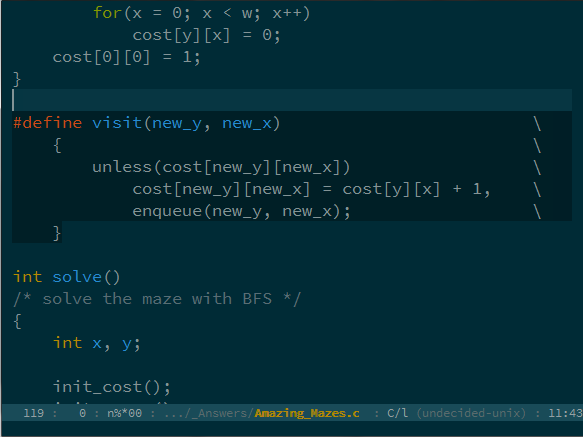 for(x = 0; x < w; x++)
cost[y][x] = 0;
cost[0][0] = 1;
}
#define visit(new_y, new_x) \
{ \
unless(cost[new_y][new_x]) \
cost[new_y][new_x] = cost[y][x] + 1, \
enqueue(new_y, new_x); \
}
int solve()
/* solve the maze with BFS */
{
int x, y;
init_cost();
119 : 0 : n%*00 : .../_Answers/Amazing_Mazes.c : C/l (undecided-unix) : 11:43